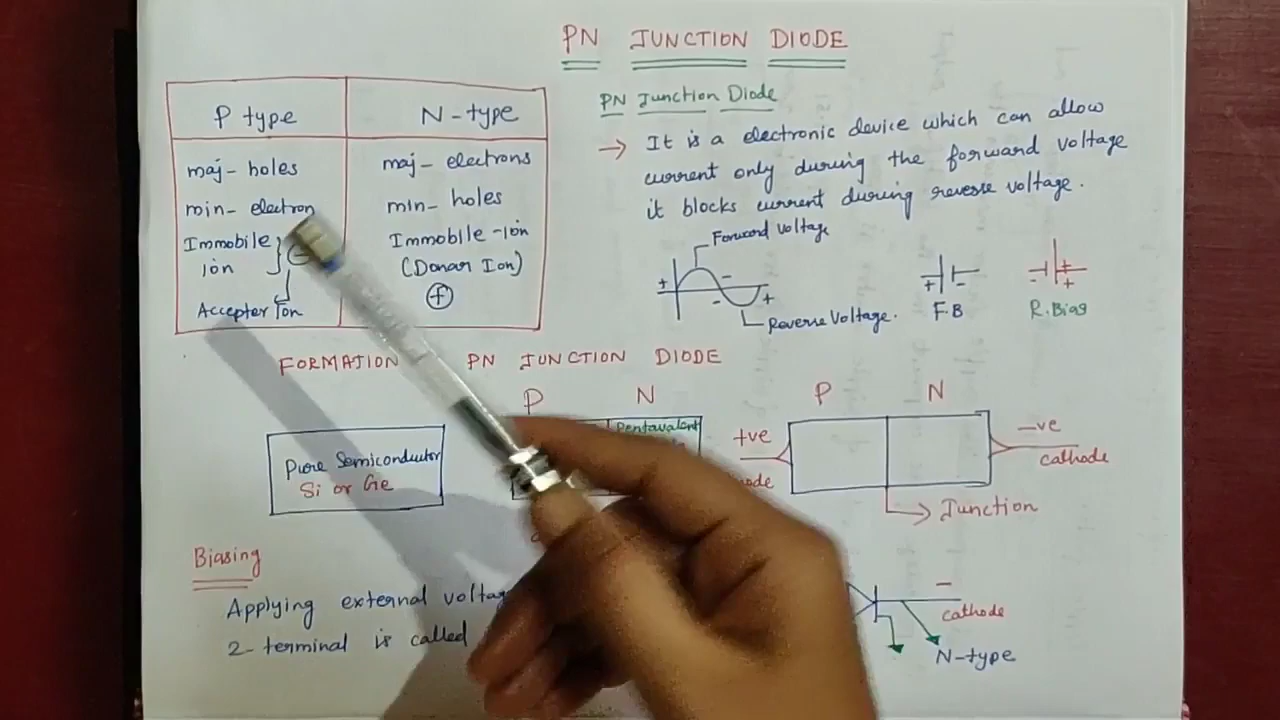 PN JUNCTION DIODE
P type
N-type
maj- holes
maj- electrons
min- electron
min- holes
Immobile
ion
Accepter Ion
Immobile-ion
(Donar Ion)
+
PN Junction Diode
→ It is a electronic device which can allow
current only during the forward voltage
it blocks current during reverse voltage.
Forward voltage
+ - - +
Reverse Voltage.
+ -
F.B
- +
+
R.Bias
FORMATION PN JUNCTION DIODE
Pure Semiconductor
Si or Ge
P N
Pentavalent
P N
+ve
-ve
cathode
Junction
Biasing
Applying external voltage
2-terminal is called
-
cathode
N-type